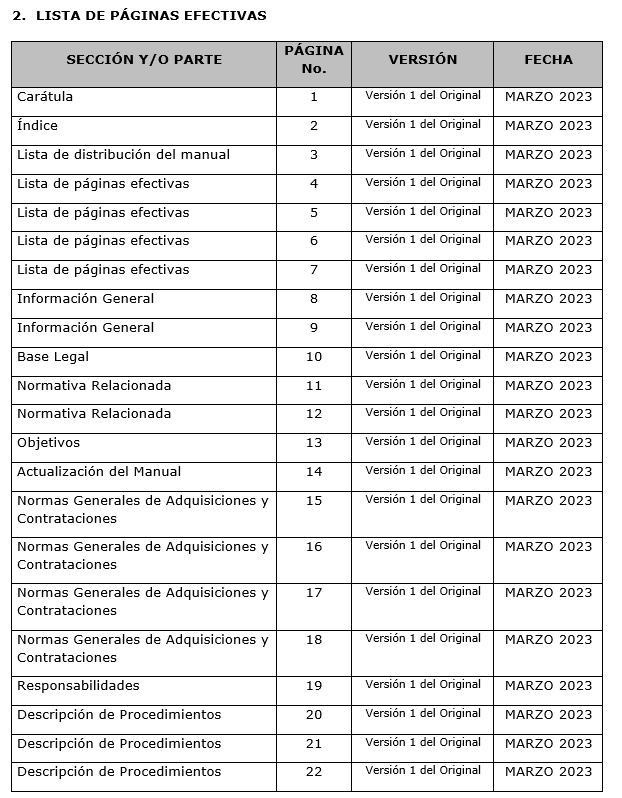 2. LISTA DE PÁGINAS EFECTIVAS
SECCIÓN Y/O PARTE PÁGINA No. VERSIÓN FECHA
Carátula 1 Versión 1 del Original MARZO 2023
Índice 2 Versión 1 del Original MARZO 2023
Lista de distribución del manual 3 Versión 1 del Original MARZO 2023
Lista de páginas efectivas 4 Versión 1 del Original MARZO 2023
Lista de páginas efectivas 5 Versión 1 del Original MARZO 2023
Lista de páginas efectivas 6 Versión 1 del Original MARZO 2023
Lista de páginas efectivas 7 Versión 1 del Original MARZO 2023
Información General 8 Versión 1 del Original MARZO 2023
Información General 9 Versión 1 del Original MARZO 2023
Base Legal 10 Versión 1 del Original MARZO 2023
Normativa Relacionada 11 Versión 1 del Original MARZO 2023
Normativa Relacionada 12 Versión 1 del Original MARZO 2023
Objetivos 13 Versión 1 del Original MARZO 2023
Actualización del Manual 14 Versión 1 del Original MARZO 2023
Normas Generales de Adquisiciones y 15 Versión 1 del Original MARZO 2023
Contrataciones
Normas Generales de Adquisiciones y 16 Versión 1 del Original MARZO 2023
Contrataciones
Normas Generales de Adquisiciones y 17 Versión 1 del Original MARZO 2023
Contrataciones
Normas Generales de Adquisiciones y 18 Versión 1 del Original MARZO 2023
Contrataciones
Responsabilidades 19 Versión 1 del Original MARZO 2023
Descripción de Procedimientos 20 Versión 1 del Original MARZO 2023
Descripción de Procedimientos 21 Versión 1 del Original MARZO 2023
Descripción de Procedimientos 22 Versión 1 del Original MARZO 2023